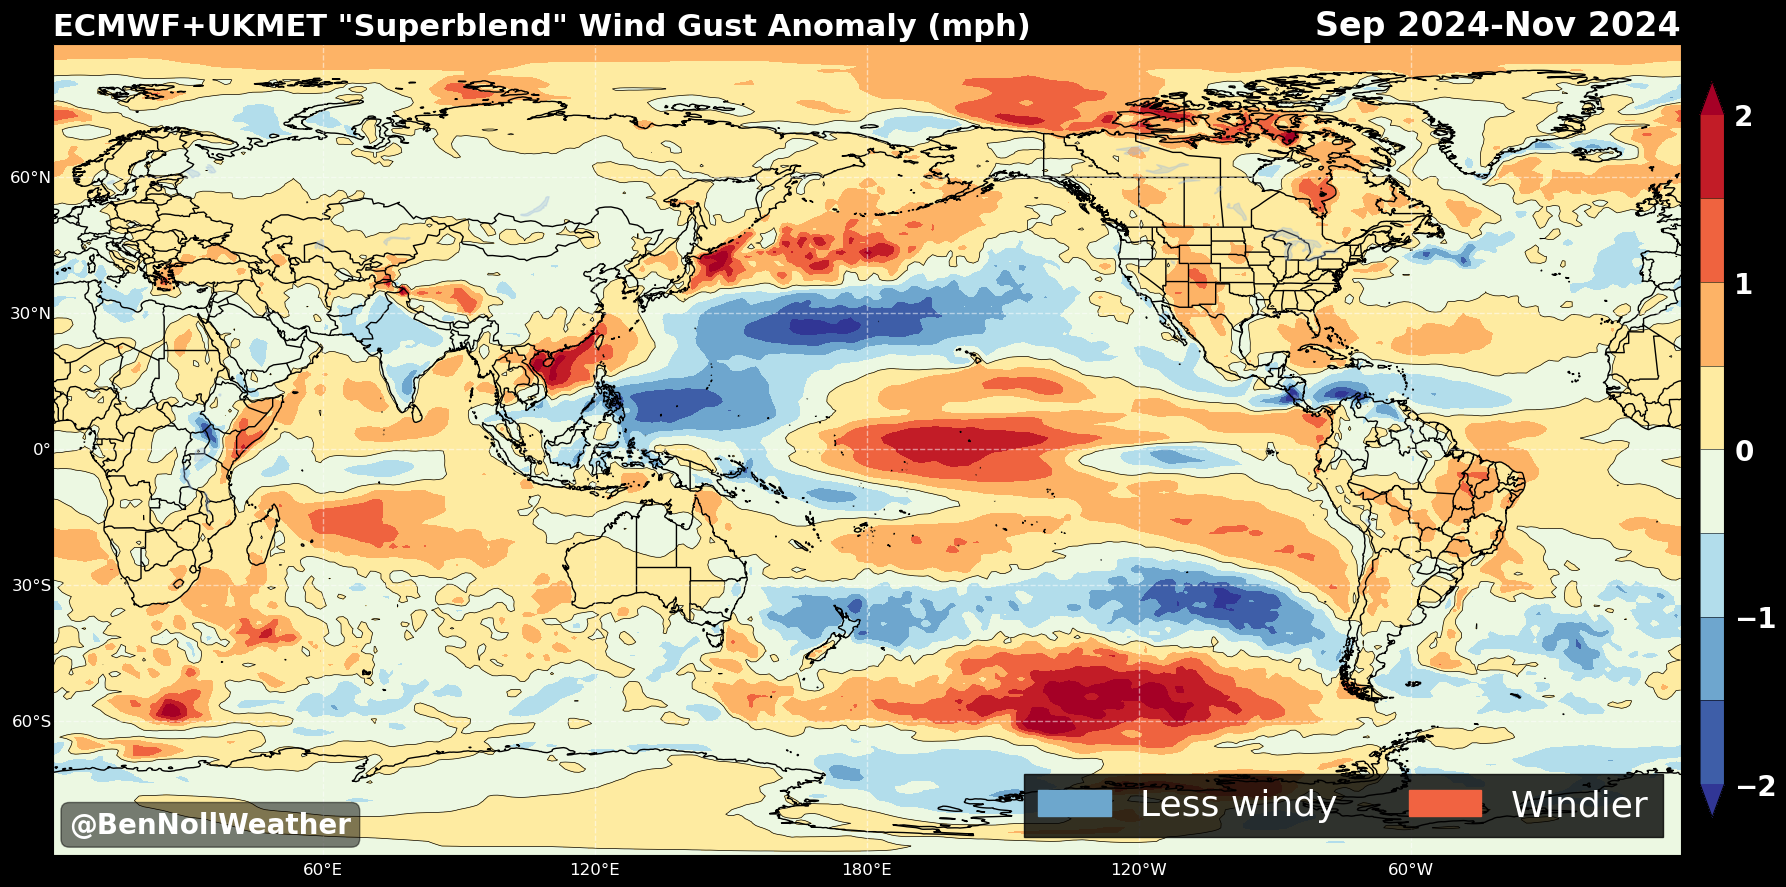 ECMWF+UKMET "Superblend" Wind Gust Anomaly (mph) Sep 2024-Nov 2024
2
60°N
1
30°N
0° 0
30°S −1
60°S
−2
Less windy Windier
@BenNollWeather
60°E 120°E 180°E 120°W 60°W